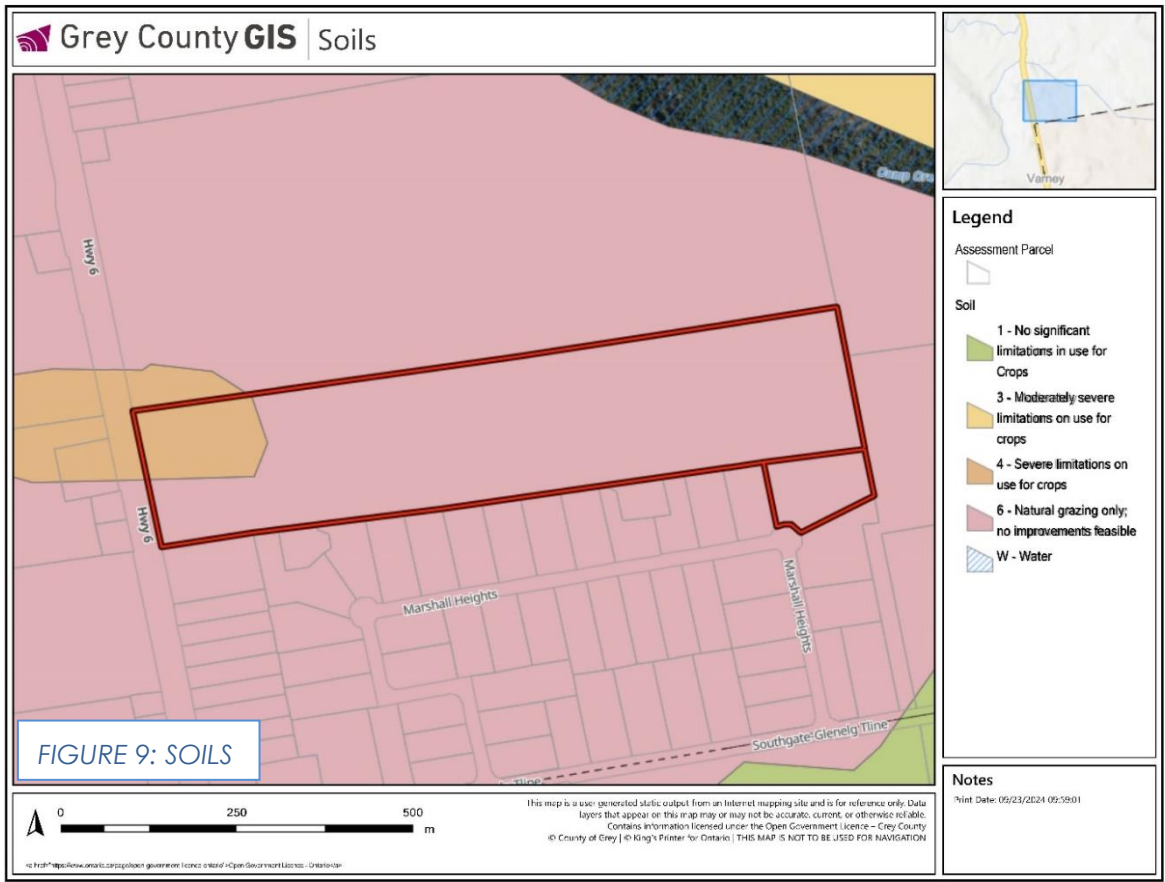 Grey County GIS | Soils
Camp Cre
Hwy 6
Hwy 6
Marshall Heights
Marshall Heights
Southgate-Glenelg Tline
Tline
FIGURE 9: SOILS
0 250 500
m
This map is a user generated static output from an Internet mapping site and is for reference only. Data
layers that appear on this map may or may not be accurate, current, or otherwise reliable.
Contains information licensed under the Open Government Licence – Grey County
© County of Grey | © King's Printer for Ontario | THIS MAP IS NOT TO BE USED FOR NAVIGATION
Varney
Legend
Assessment Parcel
Soil
1 - No significant
limitations in use for
Crops
3 - Moderately severe
limitations on use for
crops
4 - Severe limitations on
use for crops
6 - Natural grazing only;
no improvements feasible
W - Water
Notes
Print Date: 09/23/2024 09:59:01